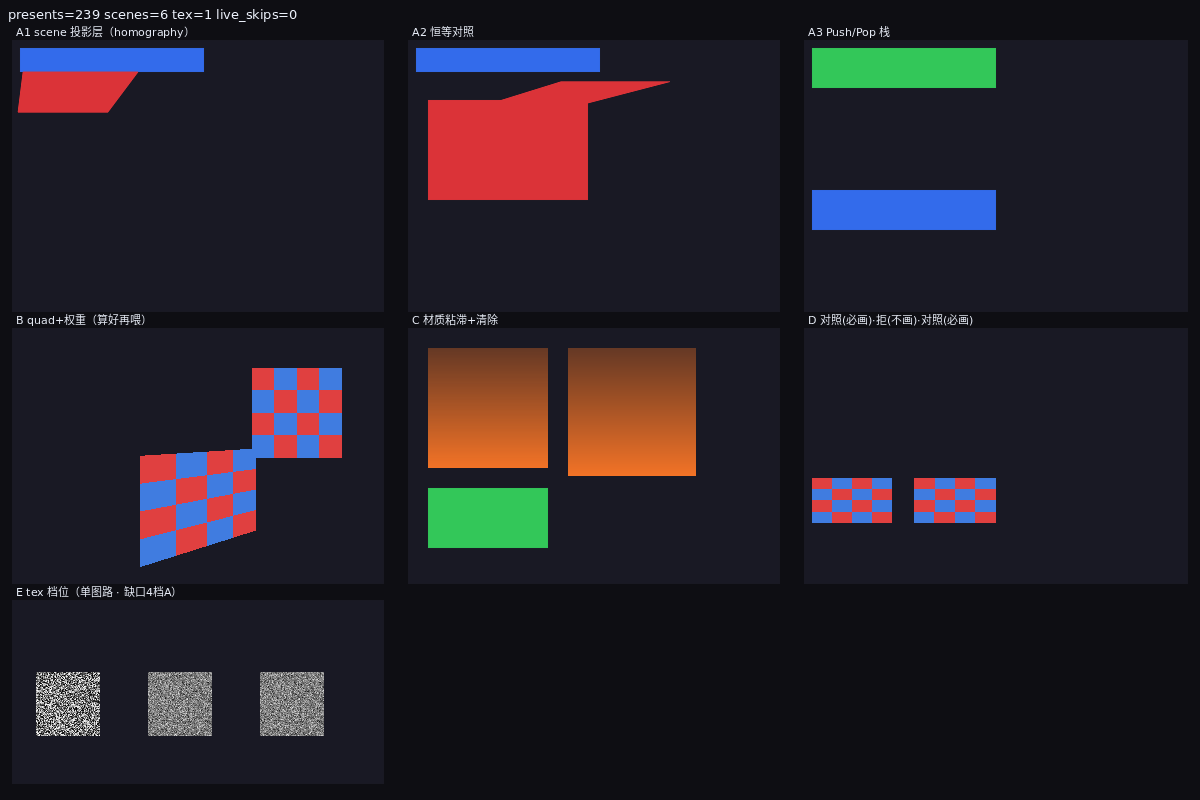 presents=239 scenes=6 tex=1 live_skips=0
A1 scene 投影层（homography）
A2 恒等对照
A3 Push/Pop 栈
B quad+权重（算好再喂）
C 材质粘滞+清除
D 对照(必画)·拒(不画)·对照(必画)
E tex 档位（单图路 · 缺口4档A）